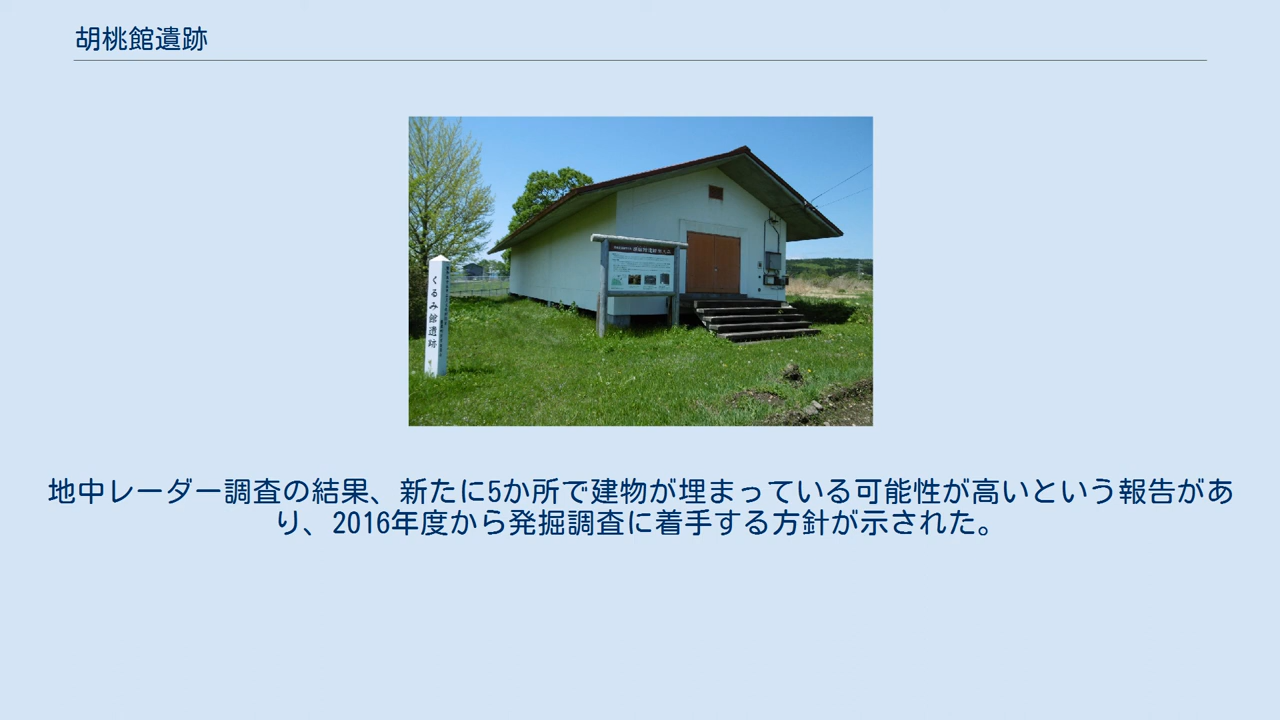 胡桃館遺跡
くるみ館遺跡
地中レーダー調査の結果、新たに5か所で建物が埋まっている可能性が高いという報告があ
り、2016年度から発掘調査に着手する方針が示された。